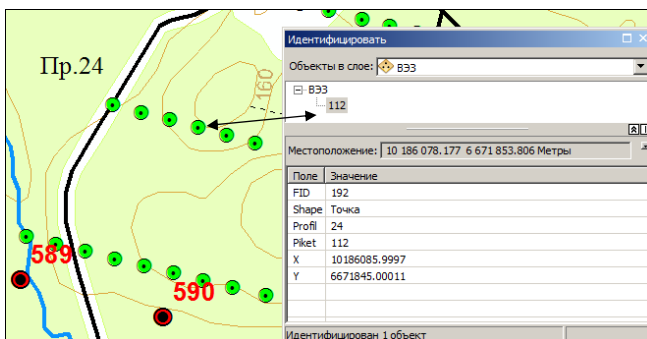 Идентифицировать
Пр.24
Объекты в слое: ВЭЗ
ВЭЗ
112
160
Местоположение: 10 186 078.177 6 671 853.806 Метры
Поле Значение
FID 192
Shape Точка
Profil 24
Piket 112
X 10186085.9997
Y 6671845.00011
589
590
Идентифицирован 1 объект